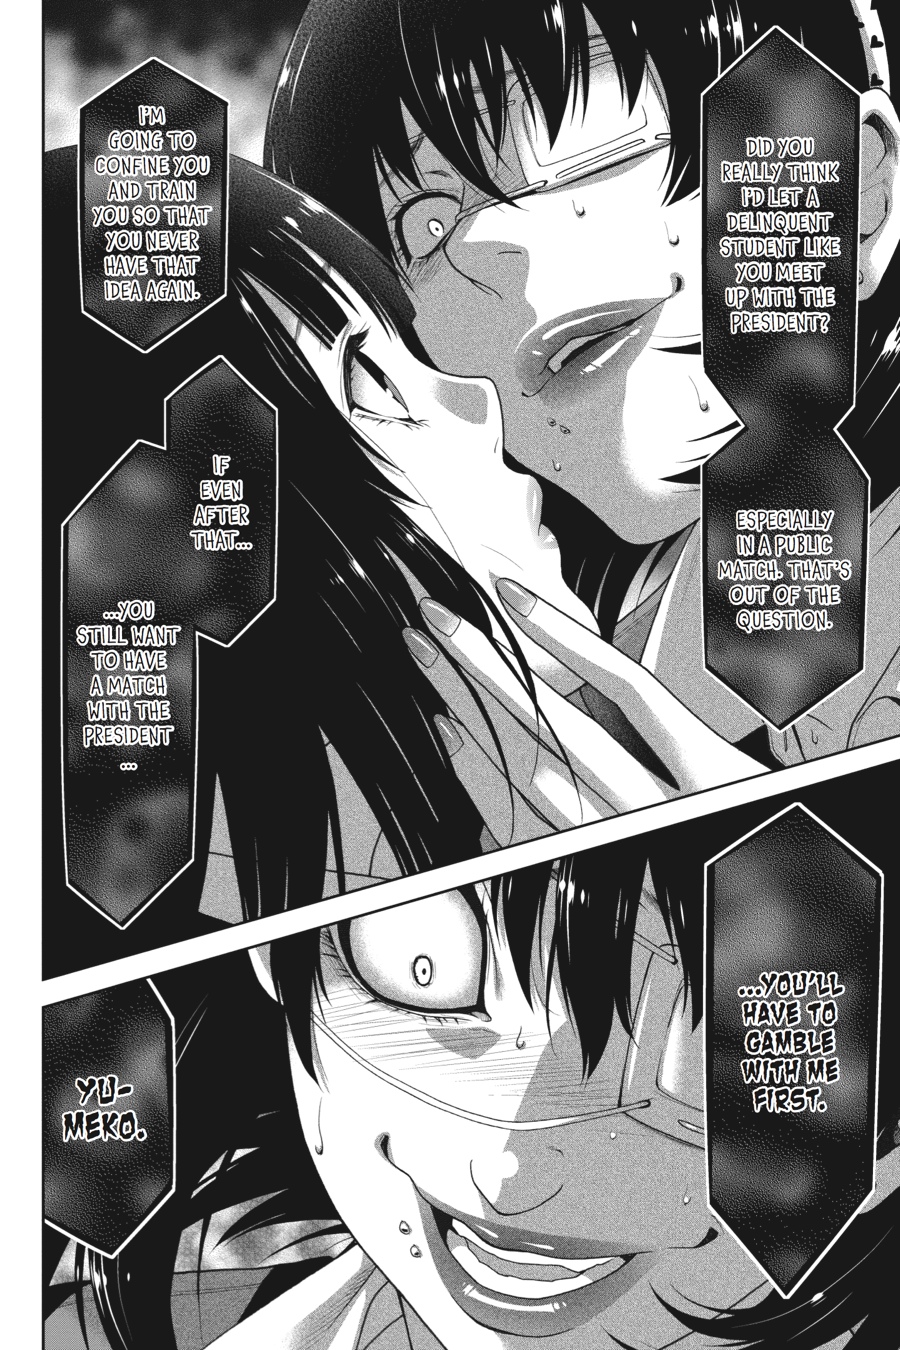 DID YOU
REALLY THINK
I'D LET A
DELINQUENT
STUDENT LIKE
YOU MEET
UP WITH THE
PRESIDENT?
ESPECIALLY
IN A PUBLIC
MATCH. THAT'S
OUT OF THE
QUESTION.
I'M
GOING TO
CONFINE YOU
AND TRAIN
YOU SO THAT
YOU NEVER
HAVE THAT
IDEA AGAIN.
IF
EVEN
AFTER
THAT...
...YOU
STILL WANT
TO HAVE
A MATCH
WITH THE
PRESIDENT
...
...YOU'LL
HAVE TO
GAMBLE
WITH ME
FIRST.
YU-
MEKO.